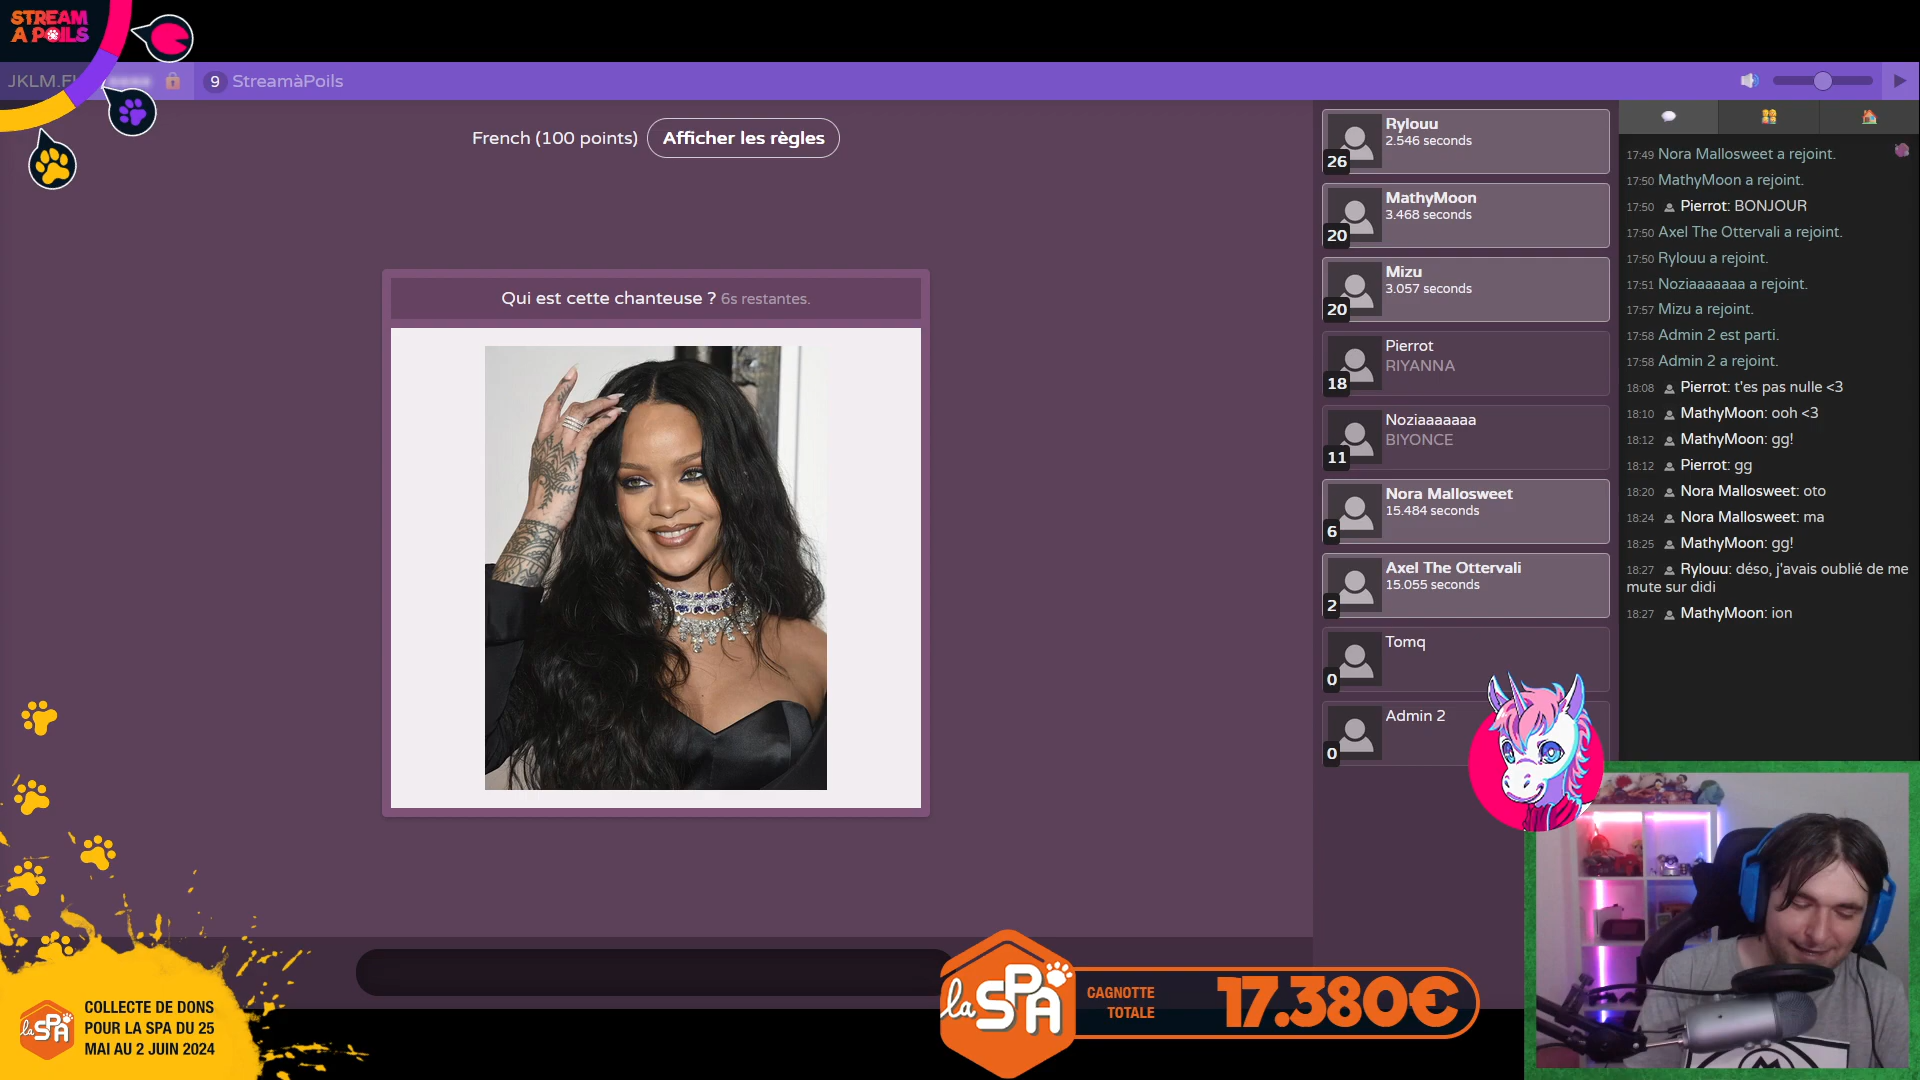 STREAM
A POILS
JKLM.F
9 StreamàPoils
French (100 points) Afficher les règles
Qui est cette chanteuse ? 6s restantes.
Rylouu
2.546 seconds
26
MathyMoon
3.468 seconds
20
Mizu
3.057 seconds
20
Pierrot
RIYANNA
18
Noziaaaaaaa
BIYONCE
11
Nora Mallosweet
15.484 seconds
6
Axel The Ottervali
15.055 seconds
2
Tomq
0
Admin 2
0
17:49 Nora Mallosweet a rejoint.
17:50 MathyMoon a rejoint.
17:50 Pierrot: BONJOUR
17:50 Axel The Ottervali a rejoint.
17:50 Rylouu a rejoint.
17:51 Noziaaaaaaa a rejoint.
17:57 Mizu a rejoint.
17:58 Admin 2 est parti.
17:58 Admin 2 a rejoint.
18:08 Pierrot: t'es pas nulle <3
18:10 MathyMoon: ooh <3
18:12 MathyMoon: gg!
18:12 Pierrot: gg
18:20 Nora Mallosweet: oto
18:24 Nora Mallosweet: ma
18:25 MathyMoon: gg!
18:27 Rylouu: déso, j'avais oublié de me
mute sur didi
18:27 MathyMoon: ion
la SPA
COLLECTE DE DONS
POUR LA SPA DU 25
MAI AU 2 JUIN 2024
la SPA
CAGNOTTE
TOTALE
17.380€